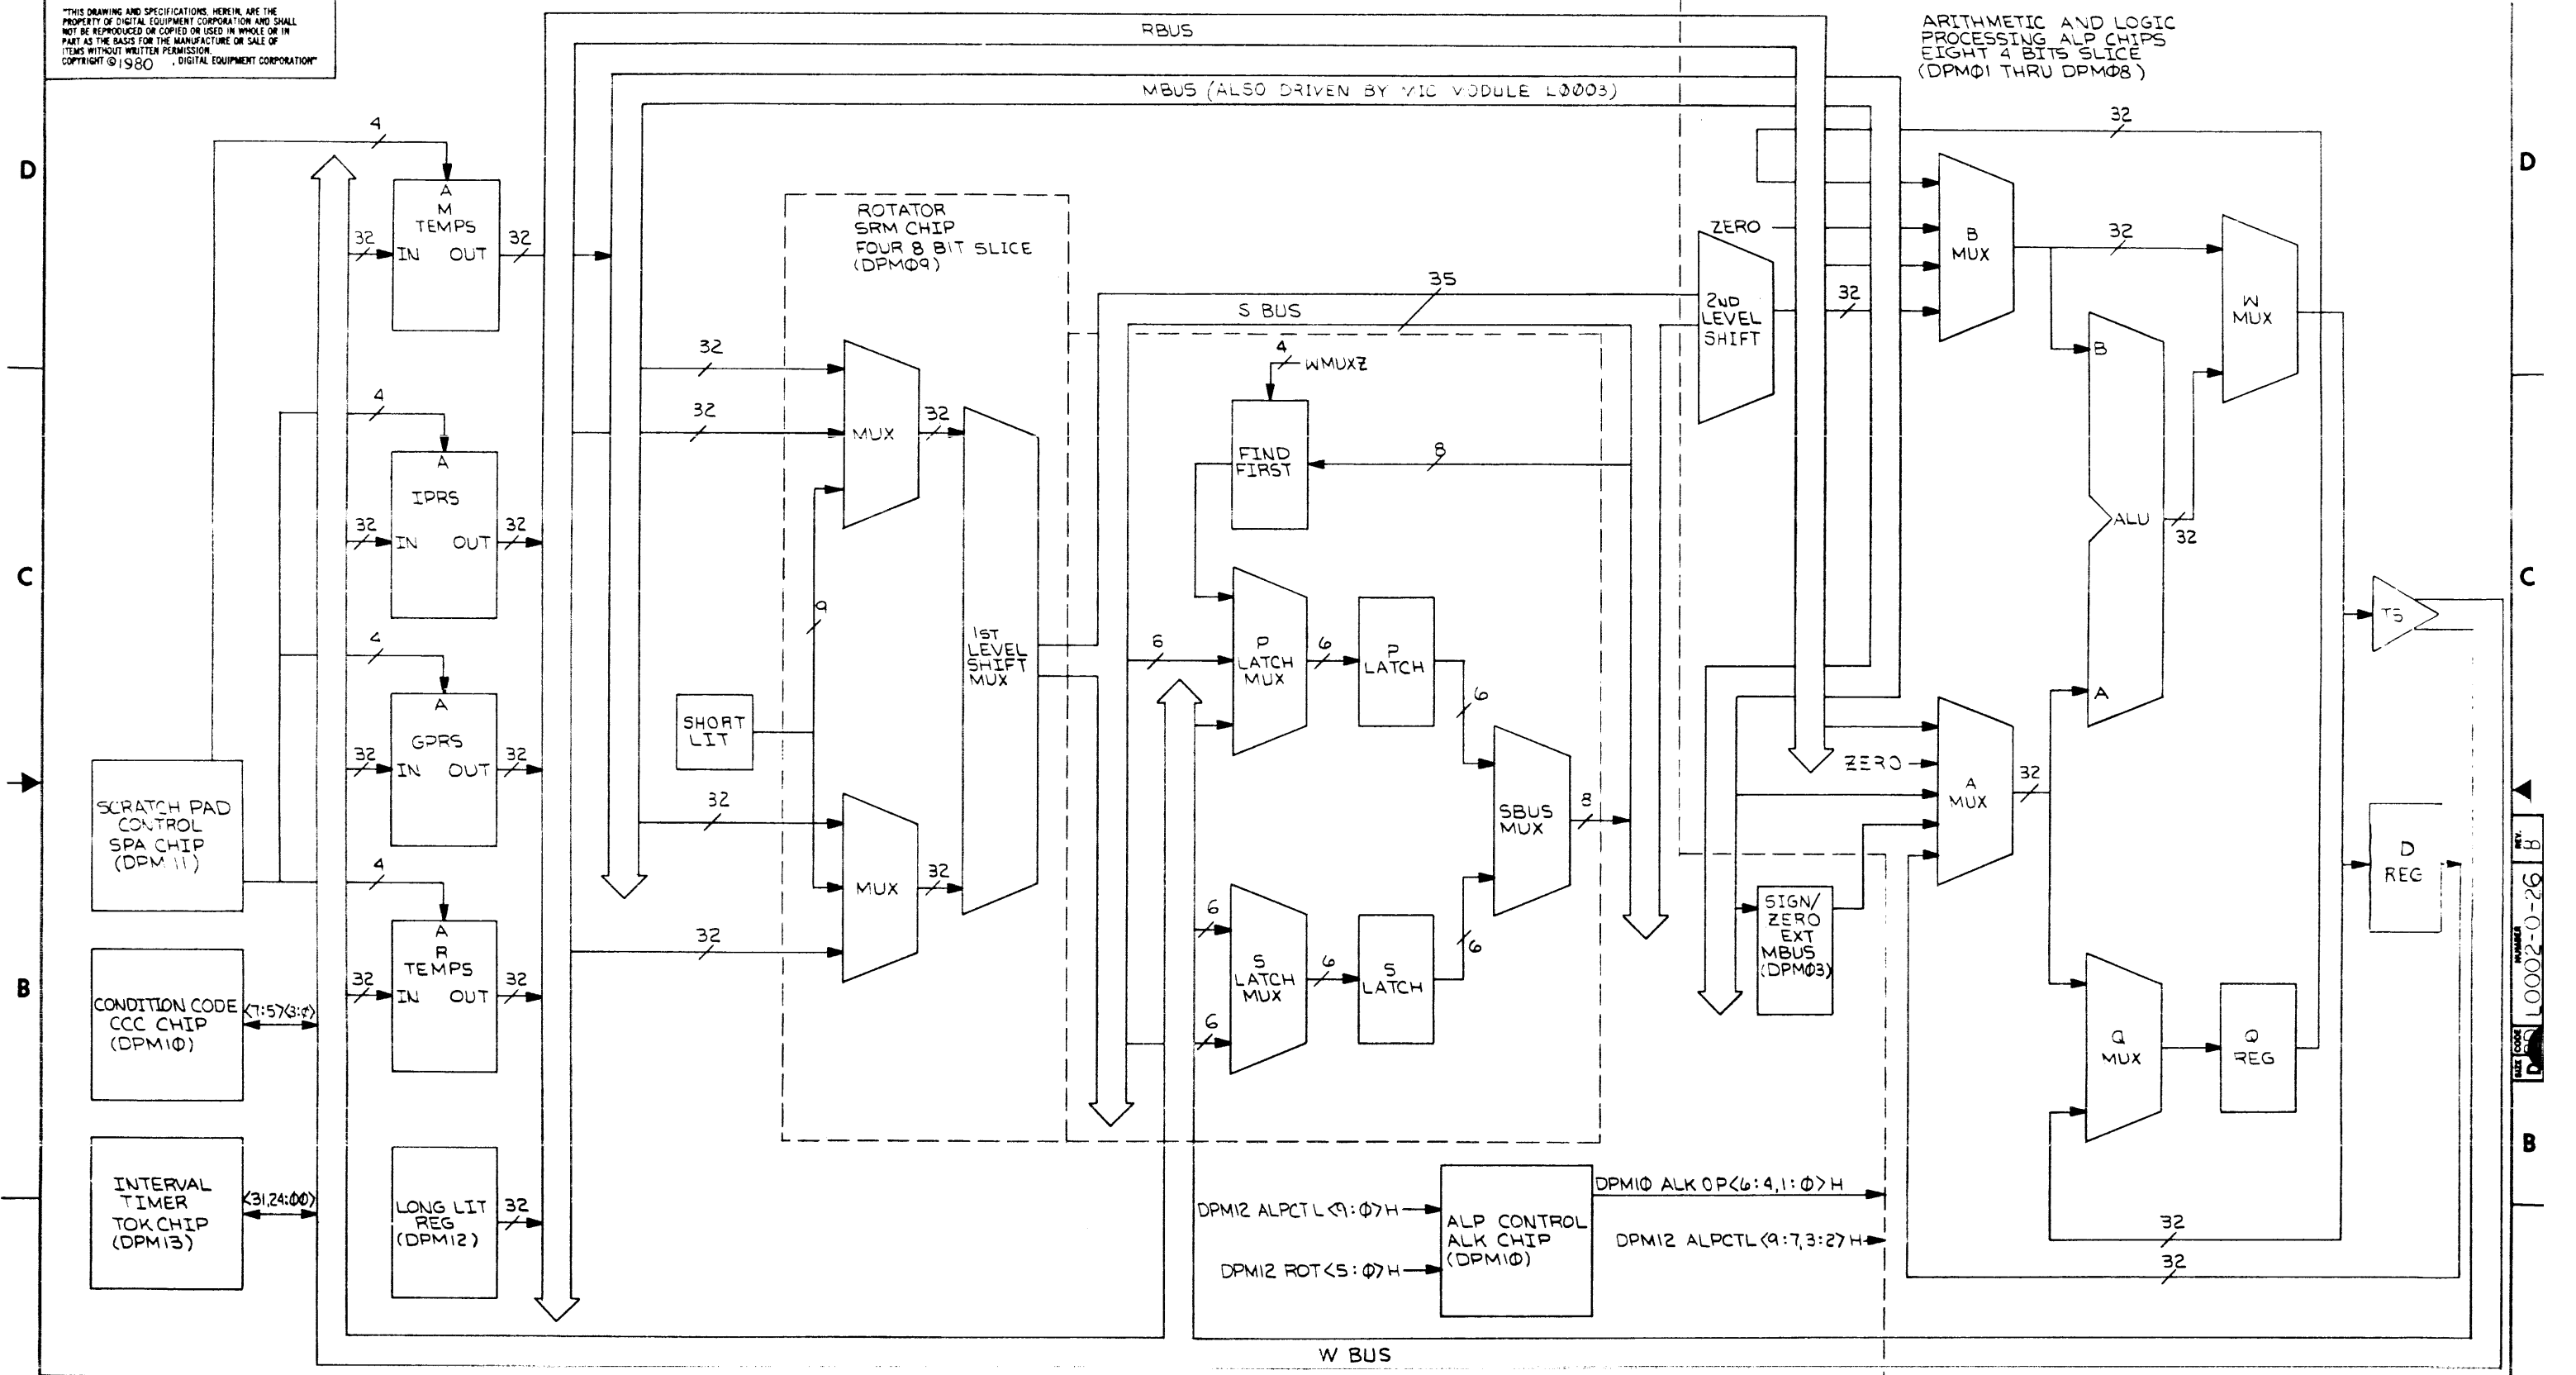 "THIS DRAWING AND SPECIFICATIONS, HEREIN, ARE THE
PROPERTY OF DIGITAL EQUIPMENT CORPORATION AND SHALL
NOT BE REPRODUCED OR COPIED OR USED IN WHOLE OR IN
PART AS THE BASIS FOR THE MANUFACTURE OR SALE OF
ITEMS WITHOUT WRITTEN PERMISSION.
COPYRIGHT © 1980 , DIGITAL EQUIPMENT CORPORATION"
RBUS
MBUS (ALSO DRIVEN BY MIC MODULE L0003)
ARITHMETIC AND LOGIC
PROCESSING ALP CHIPS
EIGHT 4 BITS SLICE
(DPM01 THRU DPM08)
D
D
C
C
B
B
4
A
M
TEMPS
32
IN OUT
32
4
A
IPRS
32
IN OUT
32
4
A
GPRS
32
IN OUT
32
4
A
R
TEMPS
32
IN OUT
32
SCRATCH PAD
CONTROL
SPA CHIP
(DPM11)
CONDITION CODE
CCC CHIP
(DPM10)
<7:5><3:0>
INTERVAL
TIMER
TOK CHIP
(DPM13)
<31,24:00>
LONG LIT
REG
(DPM12)
32
ROTATOR
SRM CHIP
FOUR 8 BIT SLICE
(DPM09)
32
32
MUX
32
9
SHORT
LIT
32
MUX
32
32
1ST
LEVEL
SHIFT
MUX
S BUS
35
4
WMUXZ
FIND
FIRST
8
6
P
LATCH
MUX
6
P
LATCH
6
SBUS
MUX
8
6
6
S
LATCH
MUX
6
S
LATCH
6
2ND
LEVEL
SHIFT
32
ZERO
B
MUX
32
32
W
MUX
B
ALU
A
32
TS
ZERO
A
MUX
32
SIGN/
ZERO
EXT
MBUS
(DPM03)
D
REG
Q
MUX
Q
REG
32
32
DPM12 ALPCTL<9:0>H
DPM12 ROT<5:0>H
ALP CONTROL
ALK CHIP
(DPM10)
DPM10 ALK OP<6:4,1:0>H
DPM12 ALPCTL<9:7,3:2>H
W BUS
REV.
B
NUMBER
L0002-0-26
SIZE
CODE
D